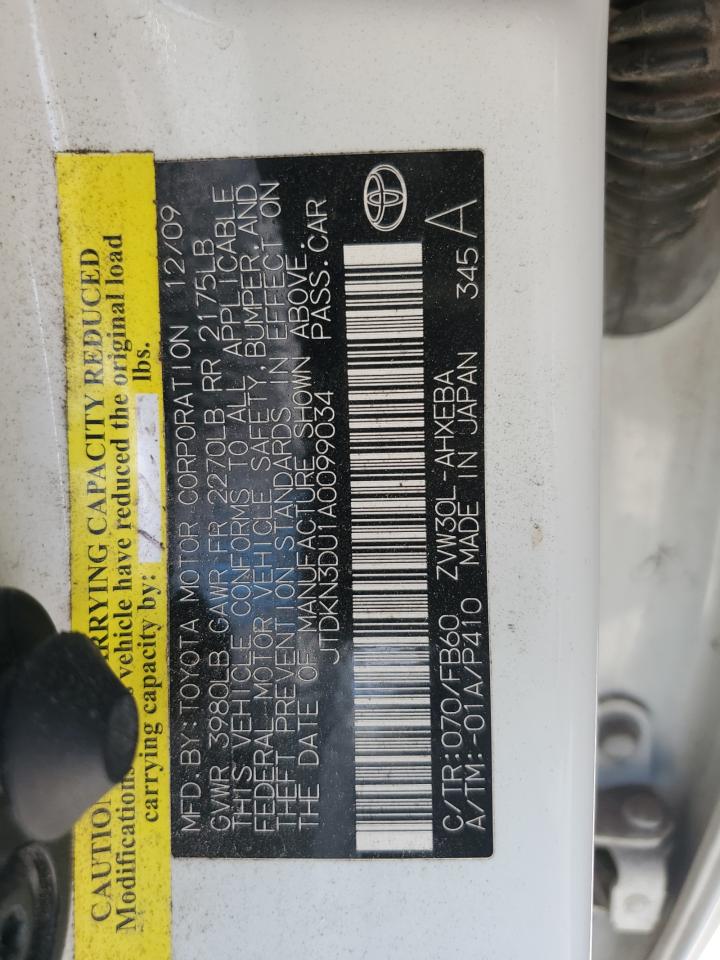 CAUTION CARRYING CAPACITY REDUCED
Modifications vehicle have reduced the original load
carrying capacity by: lbs.
MFD. BY: TOYOTA MOTOR CORPORATION 12/09
GVWR 3980LB GAWR FR 2270LB RR 2175LB
THIS VEHICLE CONFORMS TO ALL APPLICABLE
FEDERAL MOTOR VEHICLE SAFETY, BUMPER, AND
THEFT PREVENTION STANDARDS IN EFFECT ON
THE DATE OF MANUFACTURE SHOWN ABOVE.
JTDKN3DU1A0099034 PASS. CAR
C/TR: 070/FB60 ZVW30L-AHXEBA 345
A/TM: -01A/P410 MADE IN JAPAN A